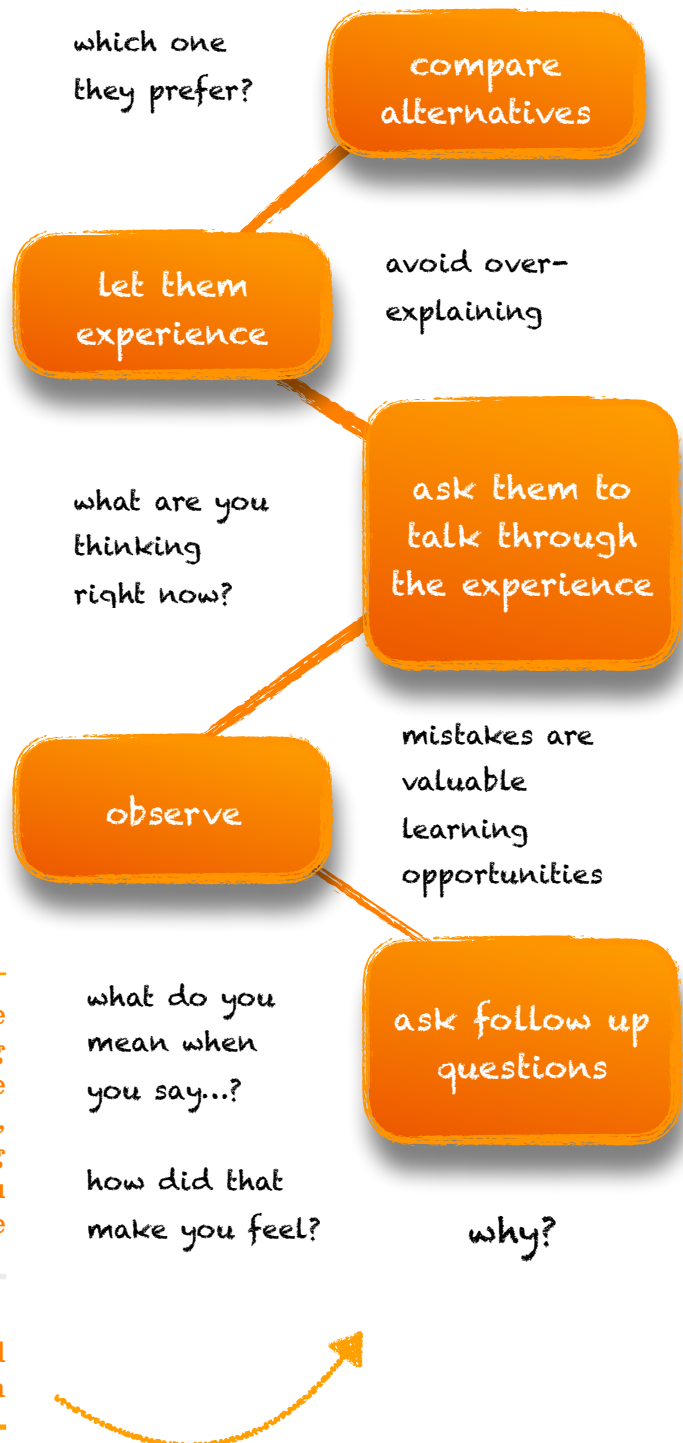 which one
they prefer?
compare
alternatives
let them
experience
avoid over-
explaining
what are you
thinking
right now?
ask them to
talk through
the experience
observe
mistakes are
valuable
learning
opportunities
what do you
mean when
you say...?
ask follow up
questions
how did that
make you feel?
why?